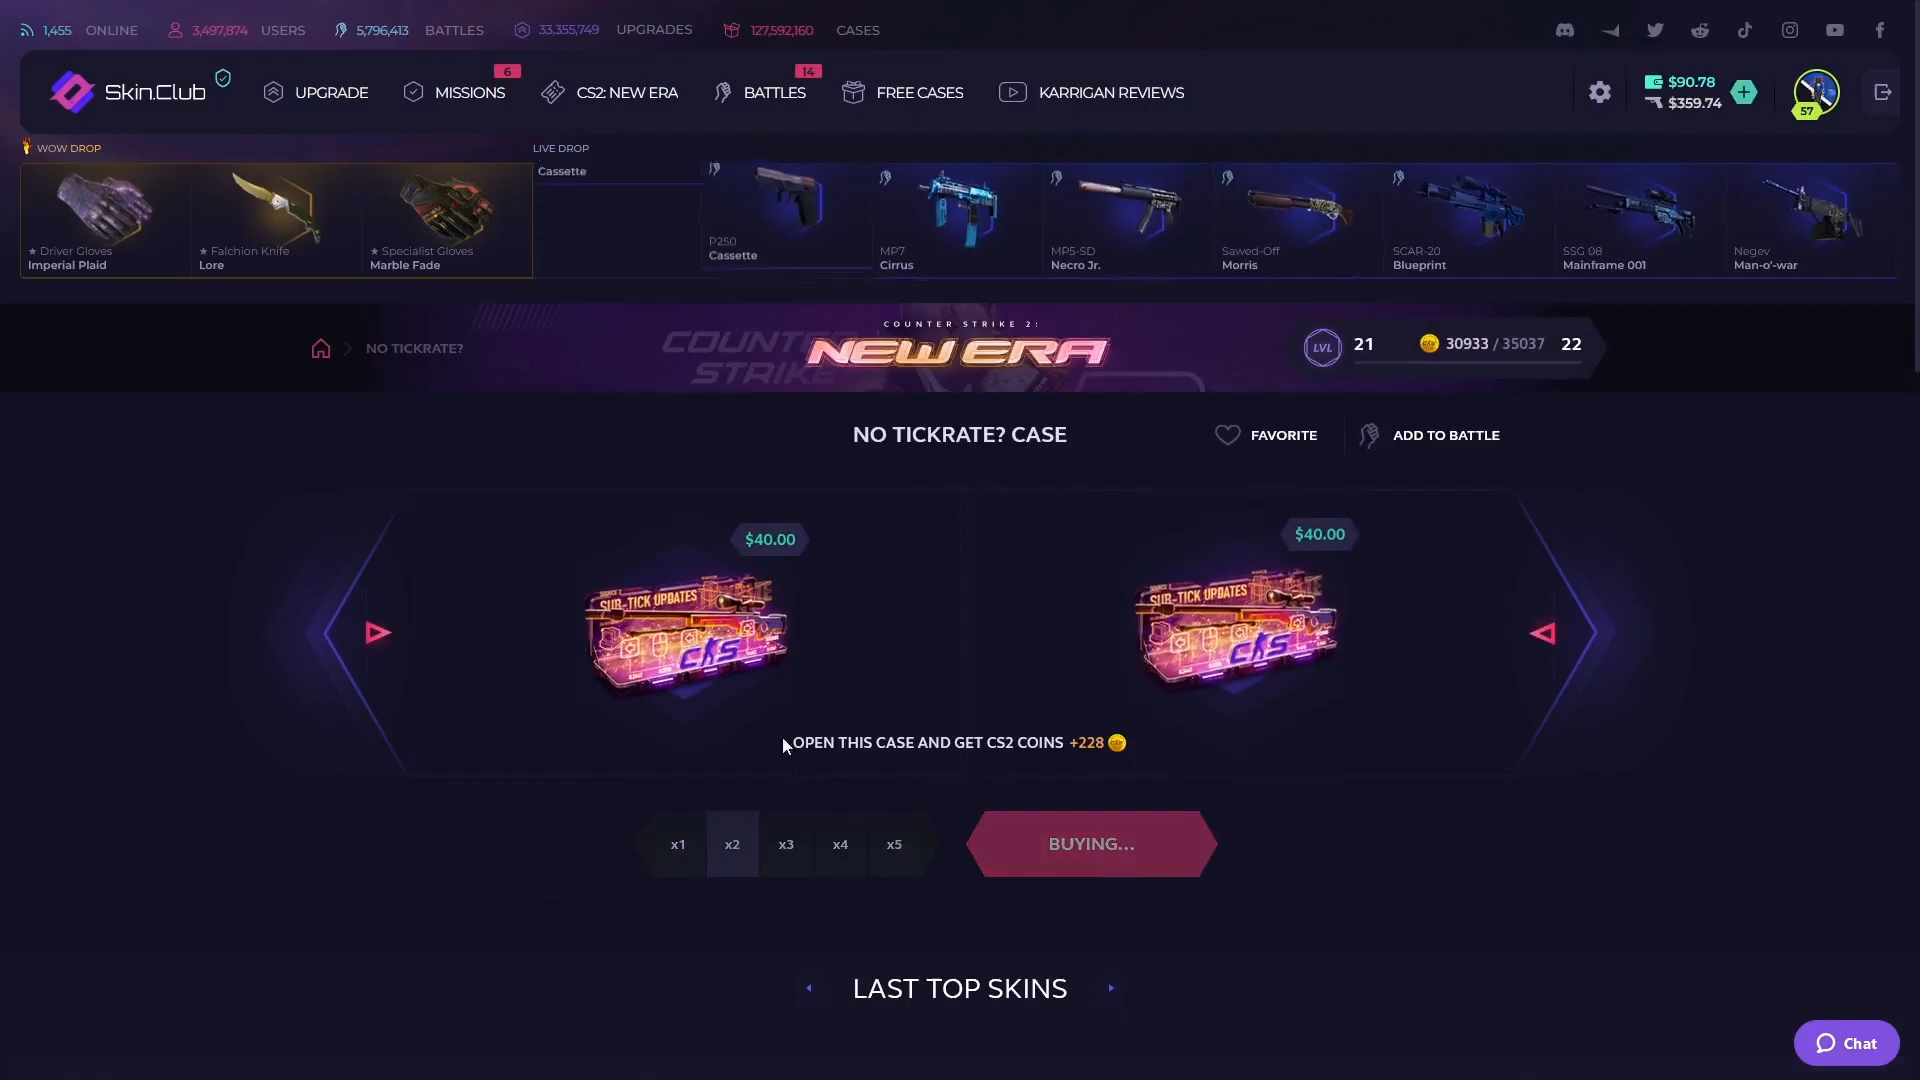 1,455 ONLINE 3,497,874 USERS 5,796,413 BATTLES 33,355,749 UPGRADES 127,592,160 CASES
Skin.Club UPGRADE MISSIONS 6 CS2: NEW ERA BATTLES 14 FREE CASES KARRIGAN REVIEWS
$90.78
$359.74
57
WOW DROP
LIVE DROP
★ Driver Gloves
Imperial Plaid
★ Falchion Knife
Lore
★ Specialist Gloves
Marble Fade
Cassette
P250
Cassette
MP7
Cirrus
MP5-SD
Necro Jr.
Sawed-Off
Morris
SCAR-20
Blueprint
SSG 08
Mainframe 001
Negev
Man-o'-war
NO TICKRATE?
COUNTER
STRIKE
COUNTER STRIKE 2:
NEW ERA
LVL 21 30933 / 35037 22
NO TICKRATE? CASE
FAVORITE
ADD TO BATTLE
$40.00
SUB-TICK UPDATES
CS
$40.00
SUB-TICK UPDATES
CS
OPEN THIS CASE AND GET CS2 COINS +228
x1 x2 x3 x4 x5
BUYING...
LAST TOP SKINS
Chat